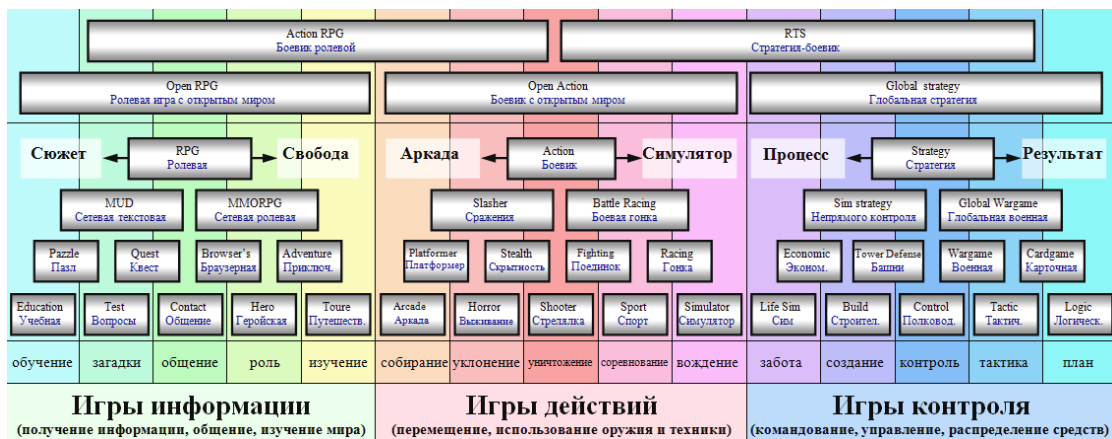 Action RPG
Боевик ролевой
RTS
Стратегия-боевик
Open RPG
Ролевая игра с открытым миром
Open Action
Боевик с открытым миром
Global strategy
Глобальная стратегия
Сюжет
RPG
Ролевая
Свобода
Аркада
Action
Боевик
Симулятор
Процесс
Strategy
Стратегия
Результат
MUD
Сетевая текстовая
MMORPG
Сетевая ролевая
Slasher
Сражения
Battle Racing
Боевая гонка
Sim strategy
Непрямого контроля
Global Wargame
Глобальная военная
Pazzle
Пазл
Quest
Квест
Browser's
Браузерная
Adventure
Приключ.
Platformer
Платформер
Stealth
Скрытность
Fighting
Поединок
Racing
Гонка
Economic
Эконом.
Tower Defense
Башни
Wargame
Военная
Cardgame
Карточная
Education
Учебная
Test
Вопросы
Contact
Общение
Hero
Геройская
Toure
Путешеств.
Arcade
Аркада
Horror
Выживание
Shooter
Стрелялка
Sport
Спорт
Simulator
Симулятор
Life Sim
Сим
Build
Строител.
Control
Полковод.
Tactic
Тактич.
Logic
Логическ.
обучение загадки общение роль изучение собирание уклонение уничтожение соревнование вождение забота создание контроль тактика план
Игры информации
(получение информации, общение, изучение мира)
Игры действий
(перемещение, использование оружия и техники)
Игры контроля
(командование, управление, распределение средств)